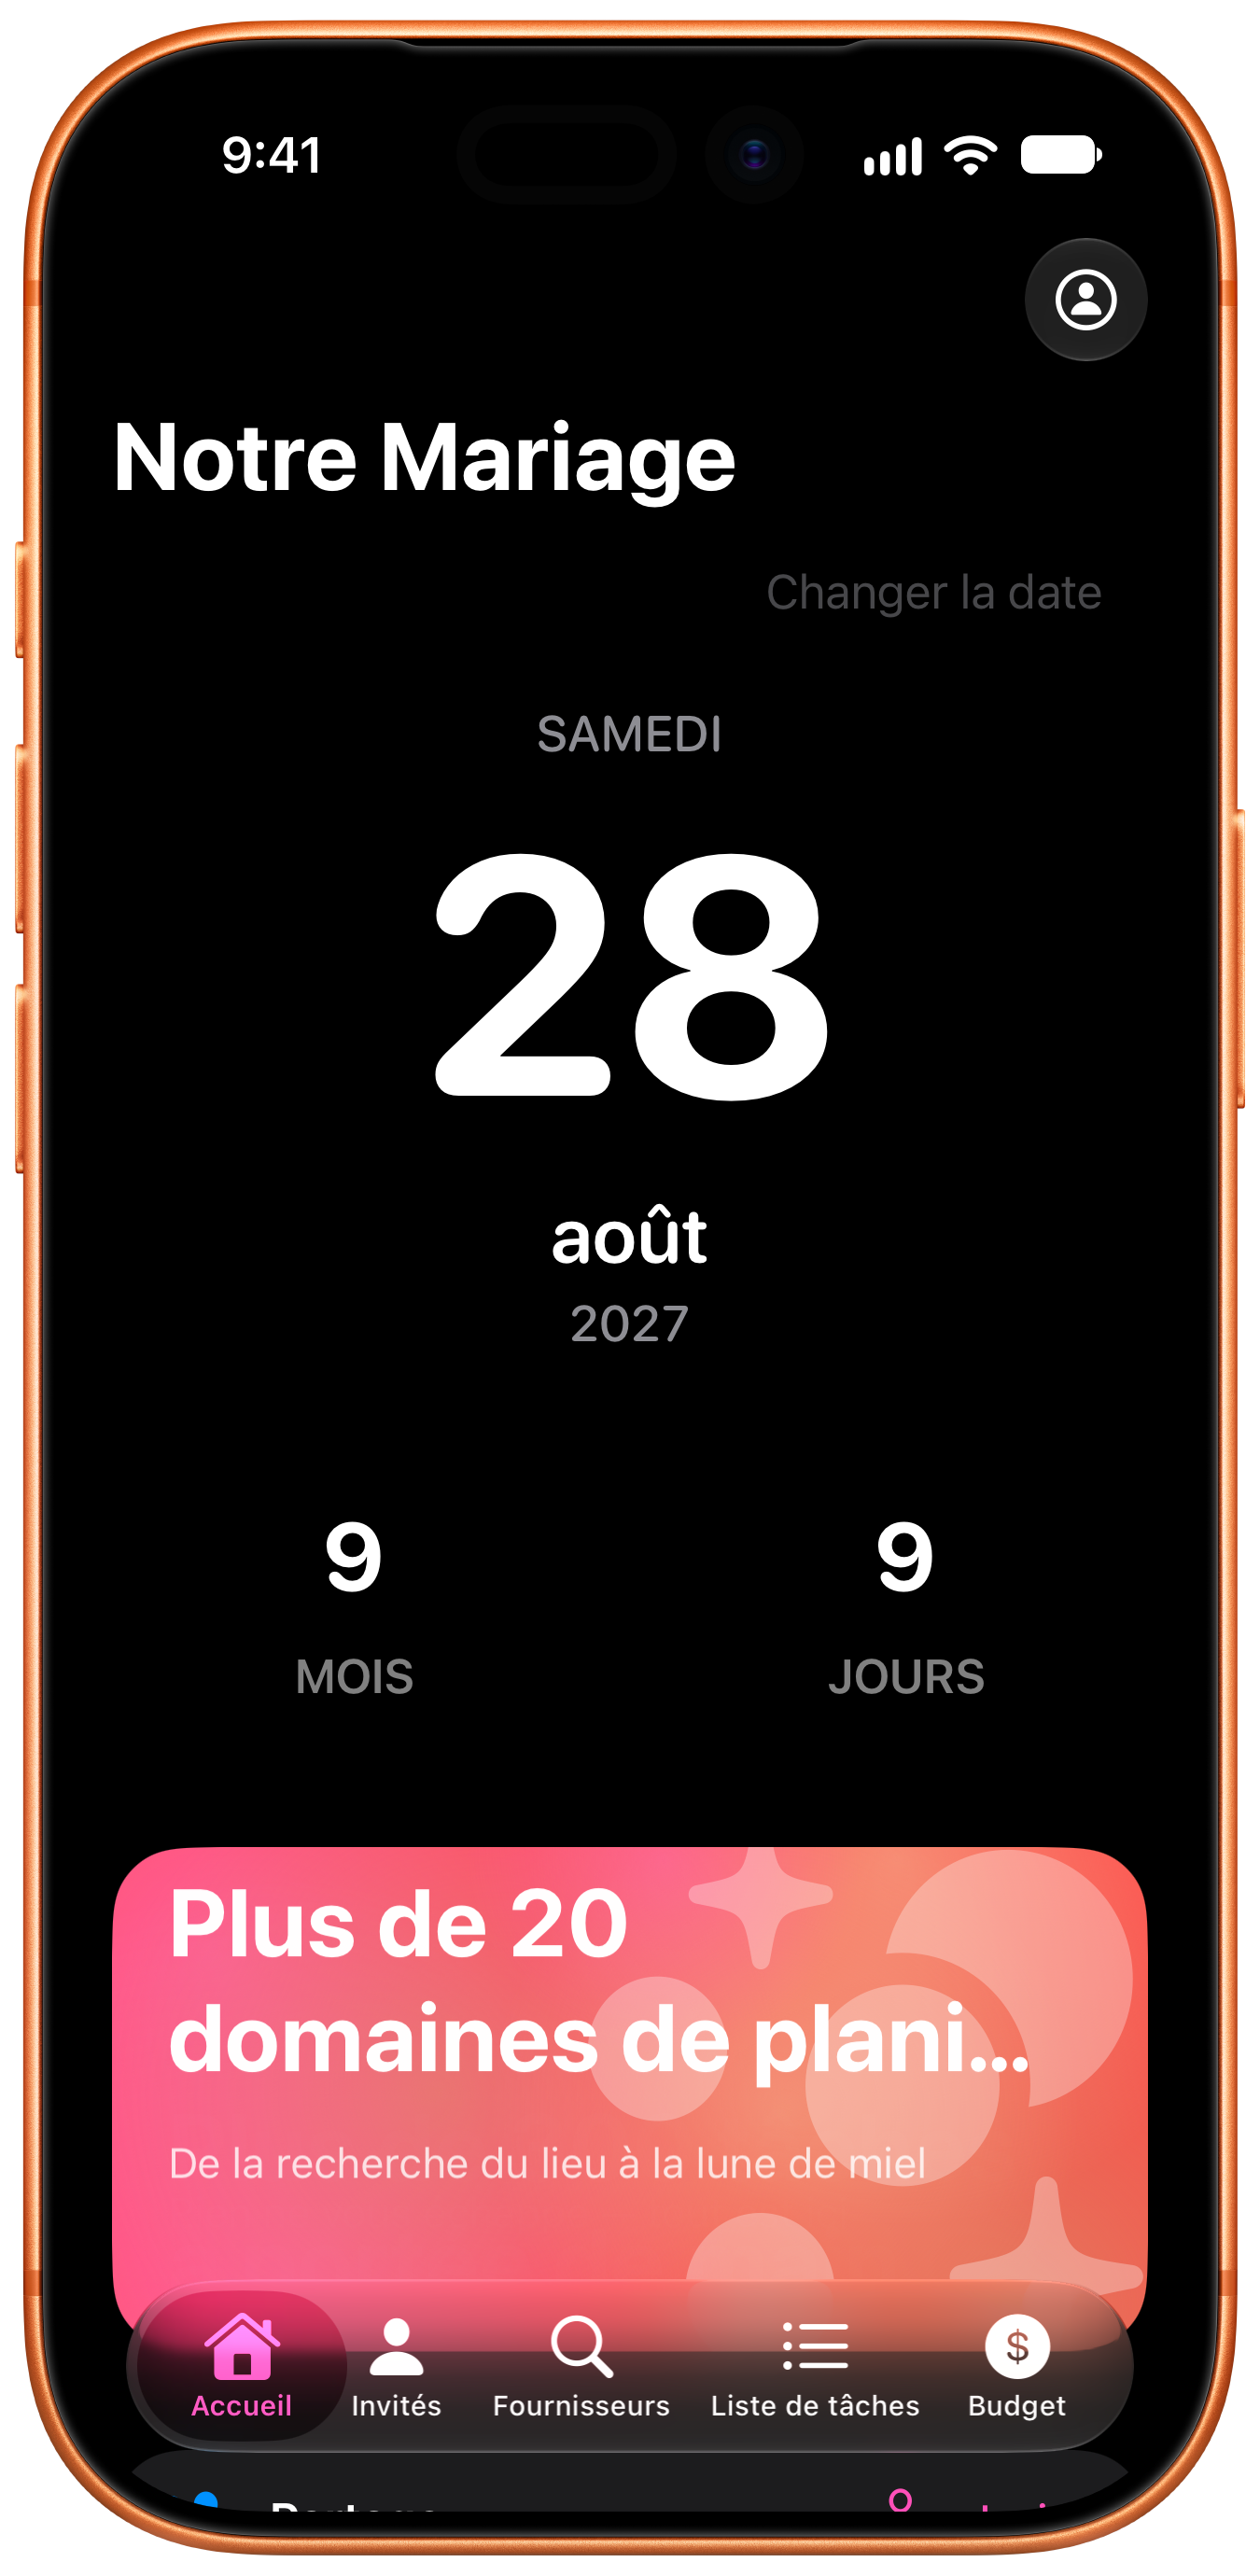 9:41
Notre Mariage
Changer la date
SAMEDI
28
août
2027
9
MOIS
9
JOURS
Plus de 20
domaines de plani...
De la recherche du lieu à la lune de miel
Accueil
Invités
Fournisseurs
Liste de tâches
$
Budget